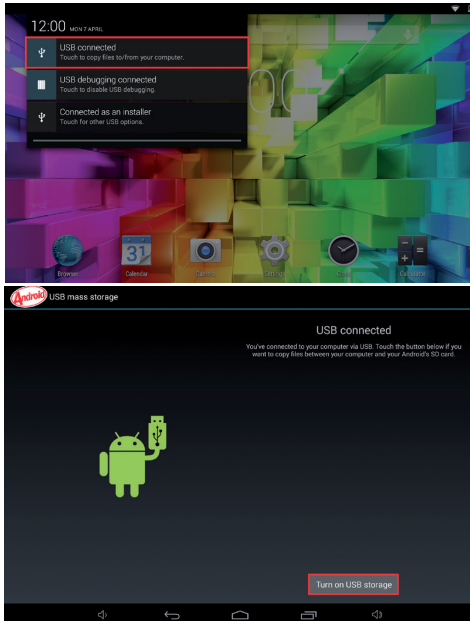 12:00 MON 7 APRIL
USB connected
Touch to copy files to/from your computer.
USB debugging connected
Touch to disable USB debugging.
Connected as an installer
Touch for other USB options.
31
Browser Calendar Camera Settings Clock Calculator
Android USB mass storage
USB connected
You've connected to your computer via USB. Touch the button below if you
want to copy files between your computer and your Android's SD card.
Turn on USB storage